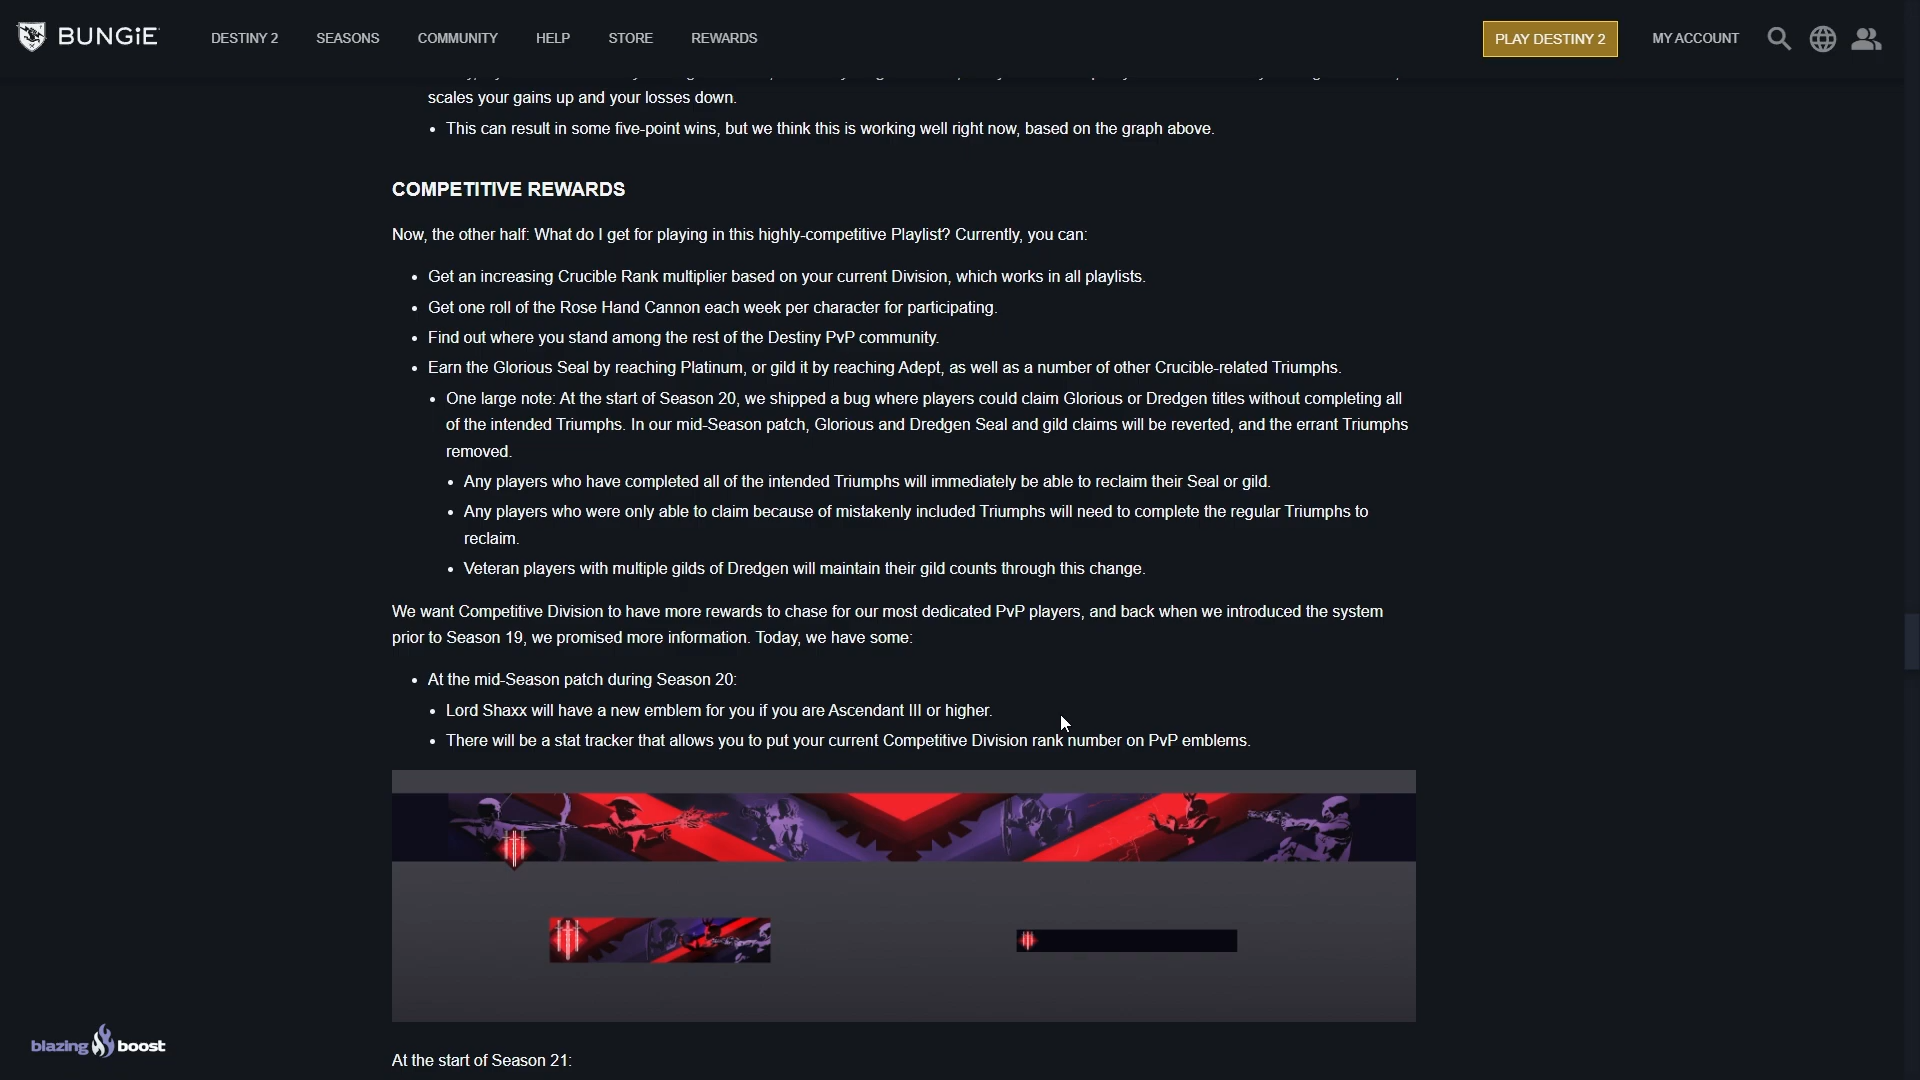 BUNGiE
DESTINY 2
SEASONS
COMMUNITY
HELP
STORE
REWARDS
PLAY DESTINY 2
MY ACCOUNT
scales your gains up and your losses down.
• This can result in some five-point wins, but we think this is working well right now, based on the graph above.
COMPETITIVE REWARDS
Now, the other half: What do I get for playing in this highly-competitive Playlist? Currently, you can:
• Get an increasing Crucible Rank multiplier based on your current Division, which works in all playlists.
• Get one roll of the Rose Hand Cannon each week per character for participating.
• Find out where you stand among the rest of the Destiny PvP community.
• Earn the Glorious Seal by reaching Platinum, or gild it by reaching Adept, as well as a number of other Crucible-related Triumphs.
• One large note: At the start of Season 20, we shipped a bug where players could claim Glorious or Dredgen titles without completing all
of the intended Triumphs. In our mid-Season patch, Glorious and Dredgen Seal and gild claims will be reverted, and the errant Triumphs
removed.
• Any players who have completed all of the intended Triumphs will immediately be able to reclaim their Seal or gild.
• Any players who were only able to claim because of mistakenly included Triumphs will need to complete the regular Triumphs to
reclaim.
• Veteran players with multiple gilds of Dredgen will maintain their gild counts through this change.
We want Competitive Division to have more rewards to chase for our most dedicated PvP players, and back when we introduced the system
prior to Season 19, we promised more information. Today, we have some:
• At the mid-Season patch during Season 20:
• Lord Shaxx will have a new emblem for you if you are Ascendant III or higher.
• There will be a stat tracker that allows you to put your current Competitive Division rank number on PvP emblems.
blazing boost
At the start of Season 21: